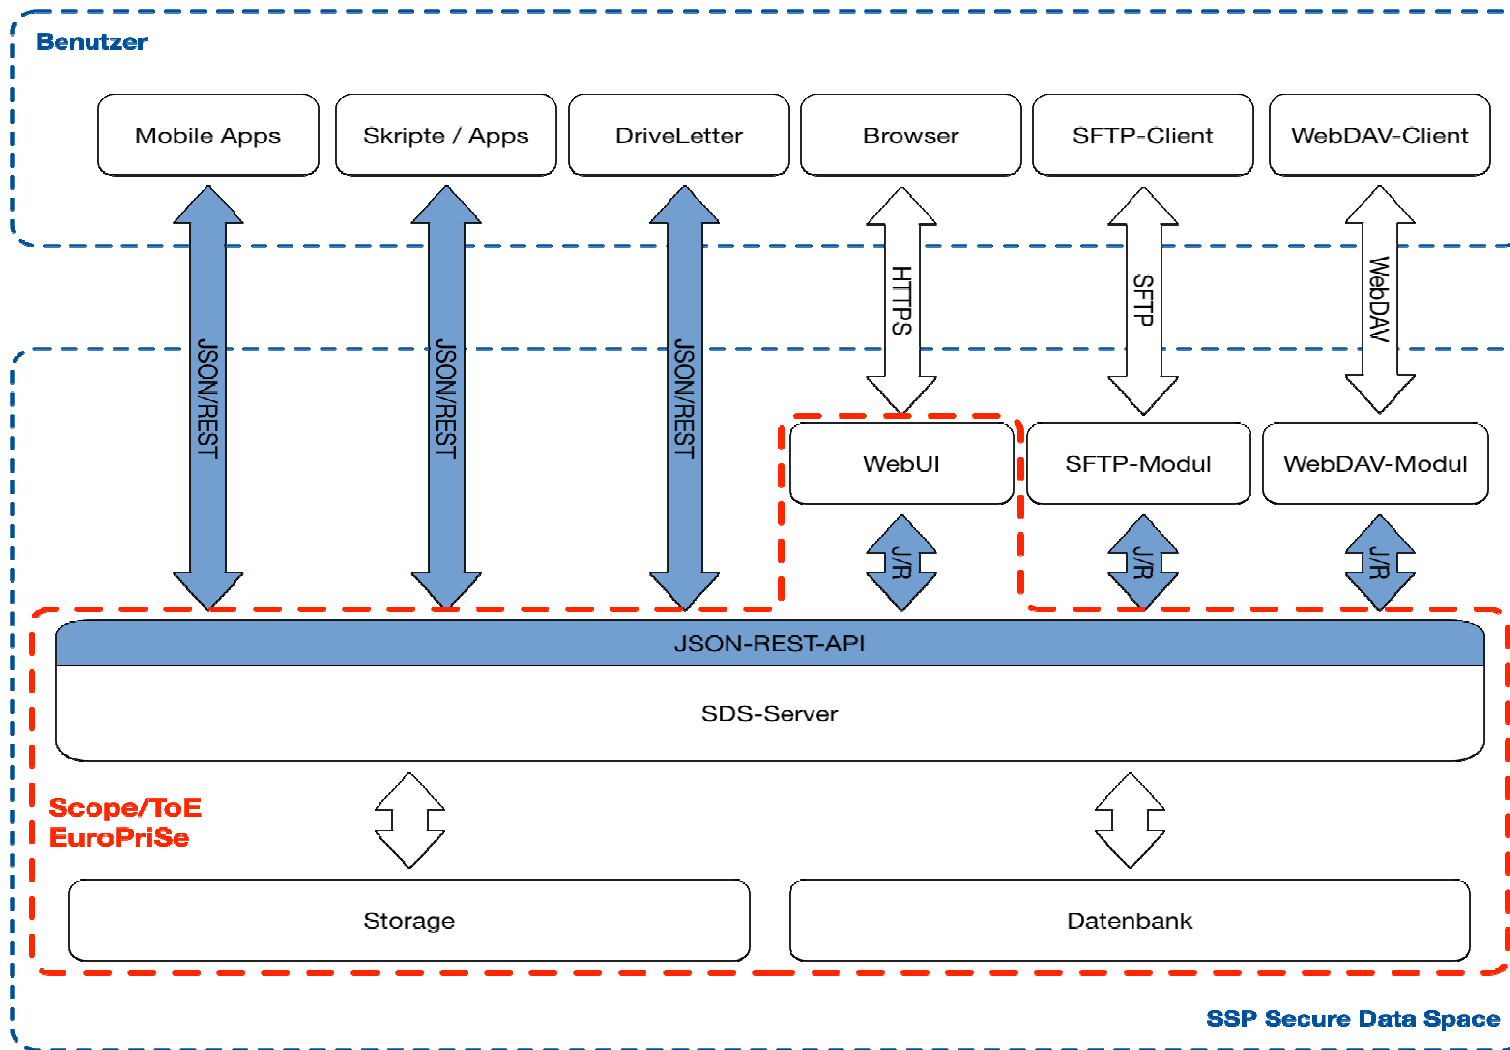 Benutzer
Mobile Apps
Skripte / Apps
DriveLetter
Browser
SFTP-Client
WebDAV-Client
JSON/REST
JSON/REST
JSON/REST
HTTPS
SFTP
WebDAV
WebUI
SFTP-Modul
WebDAV-Modul
J/R
J/R
J/R
JSON-REST-API
SDS-Server
Scope/ToE
EuroPriSe
Storage
Datenbank
SSP Secure Data Space